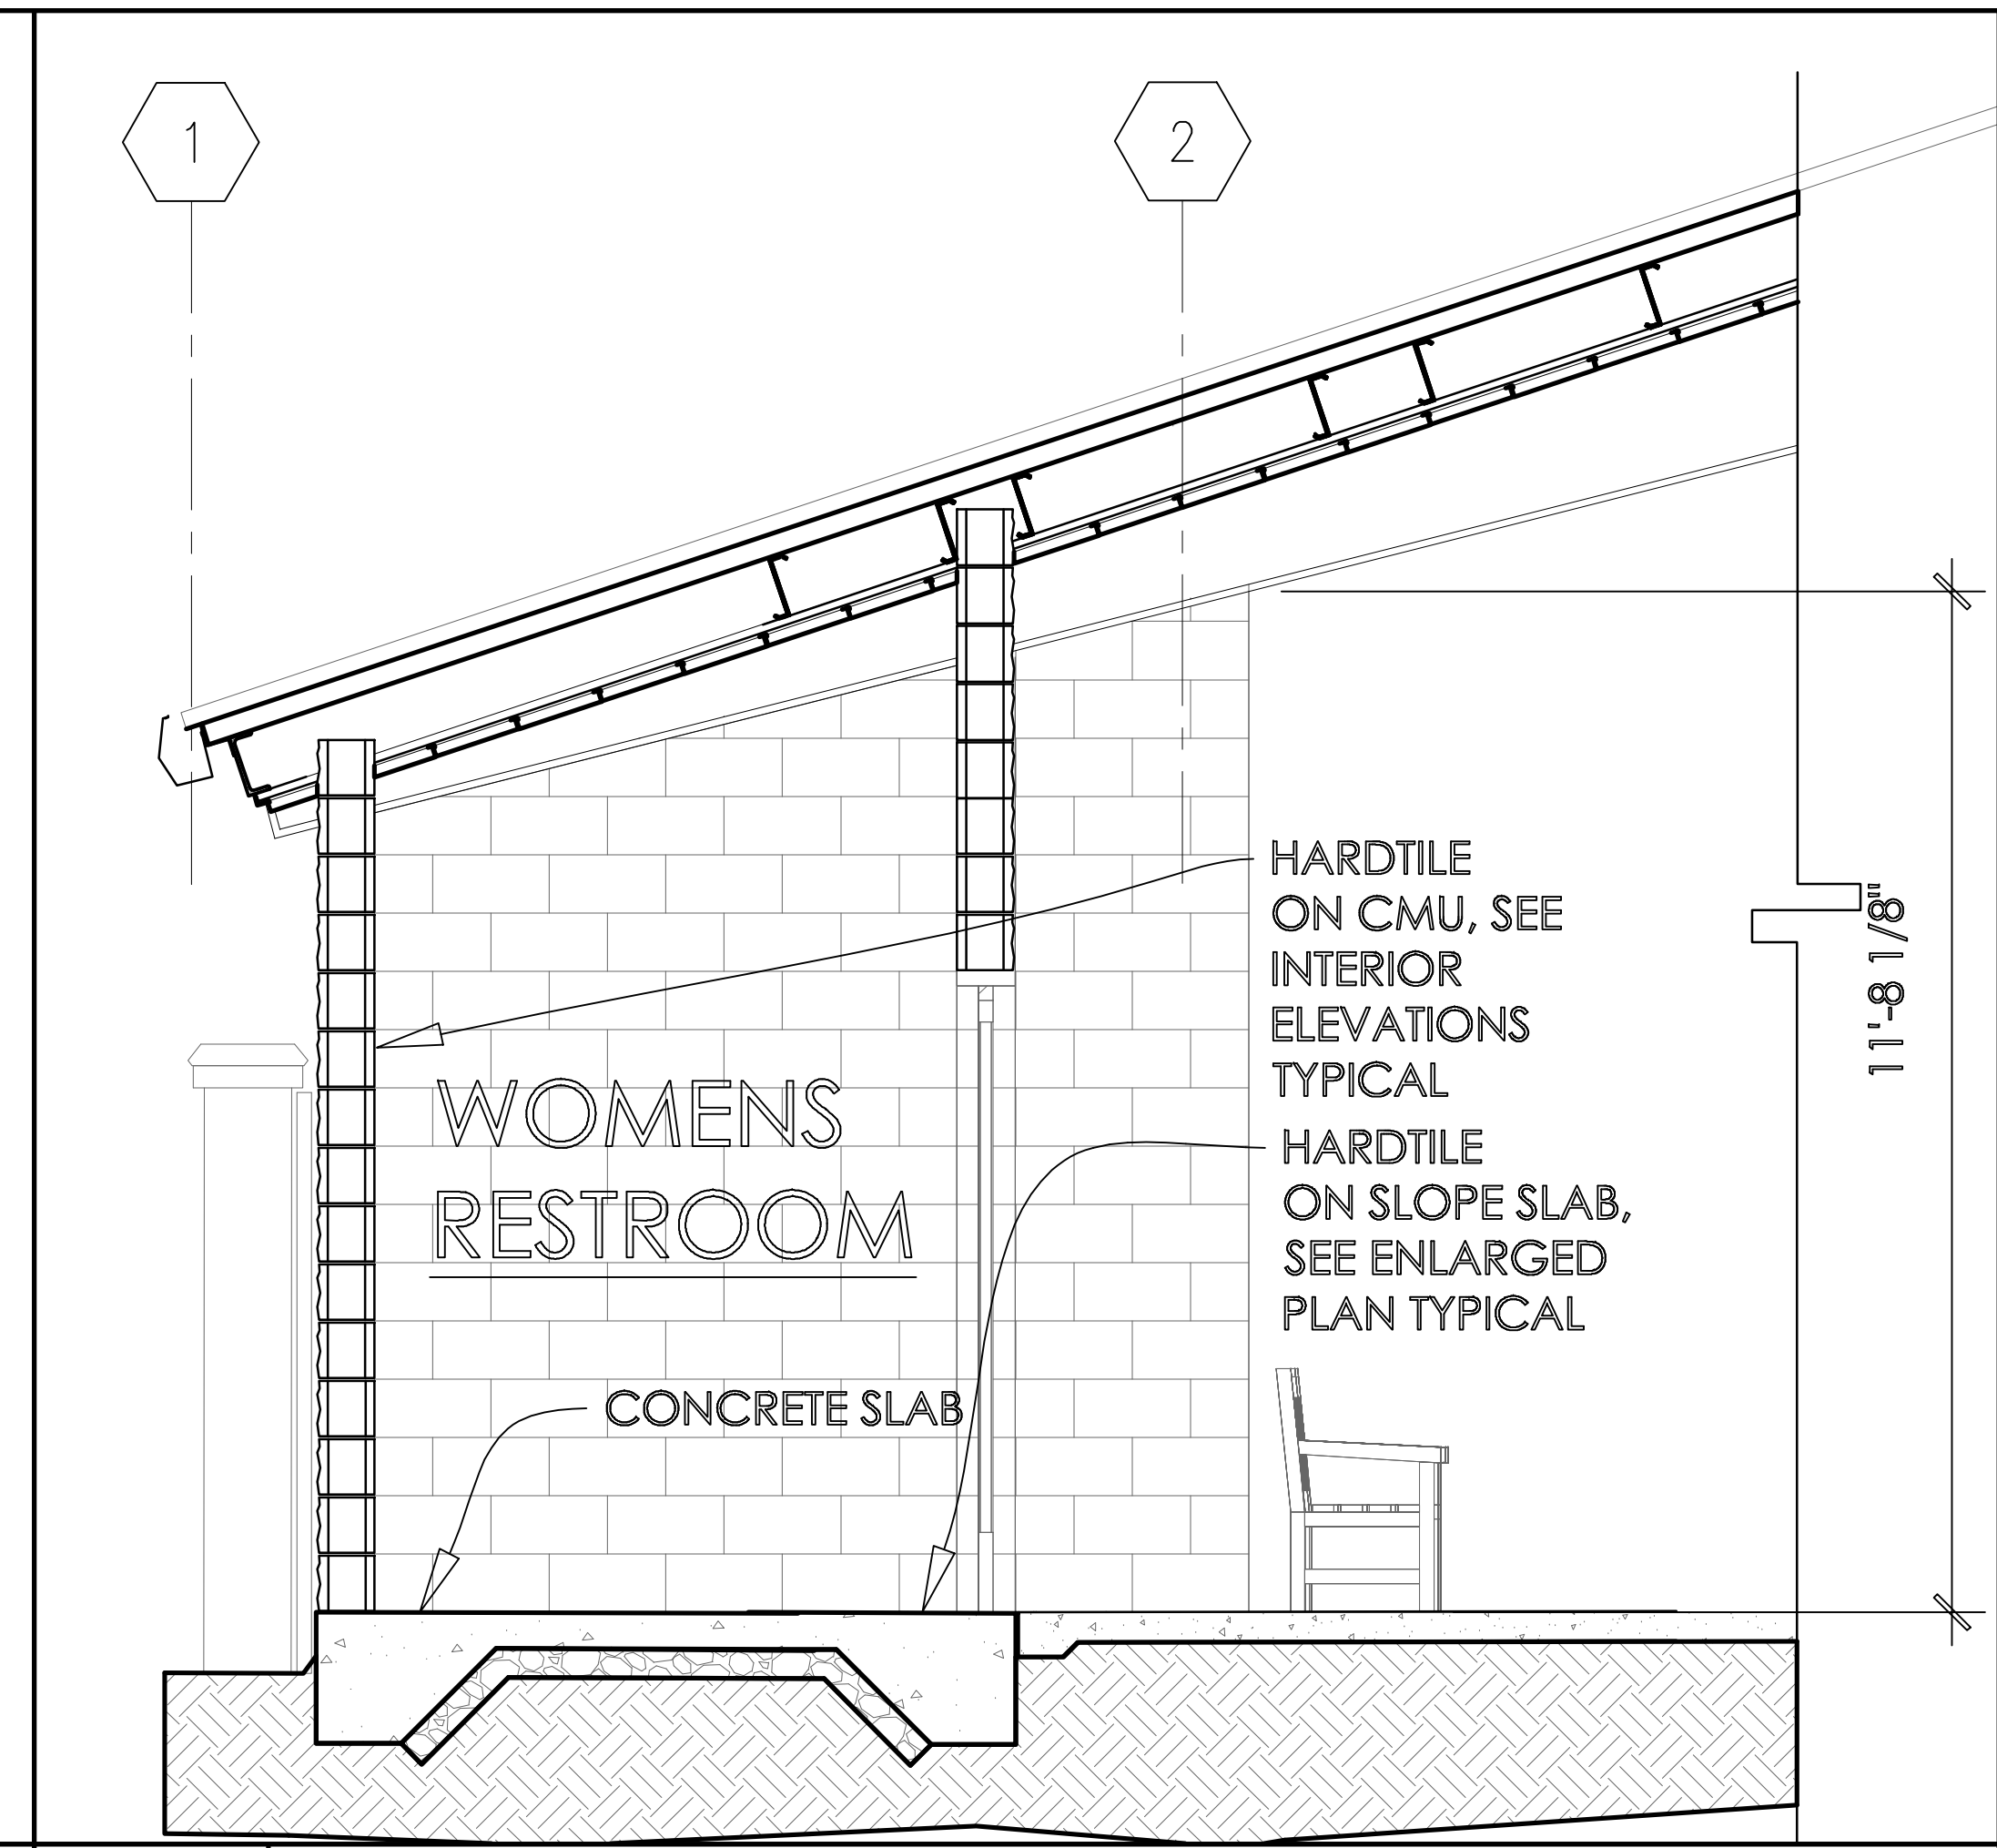 1
2
HARDTILE
ON CMU, SEE
INTERIOR
ELEVATIONS
TYPICAL
11'-8 1/8"
WOMENS
RESTROOM
HARDTILE
ON SLOPE SLAB,
SEE ENLARGED
PLAN TYPICAL
CONCRETE SLAB